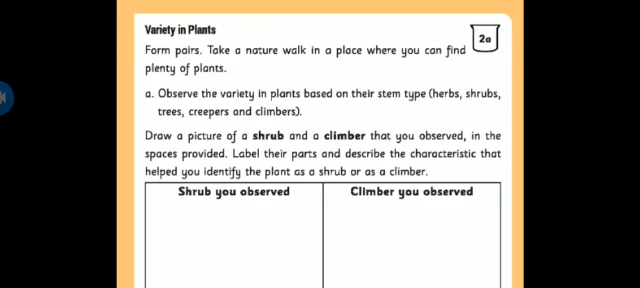 Variety in Plants
2a
Form pairs. Take a nature walk in a place where you can find
plenty of plants.
a. Observe the variety in plants based on their stem type (herbs, shrubs,
trees, creepers and climbers).
Draw a picture of a shrub and a climber that you observed, in the
spaces provided. Label their parts and describe the characteristic that
helped you identify the plant as a shrub or as a climber.
Shrub you observed
Climber you observed